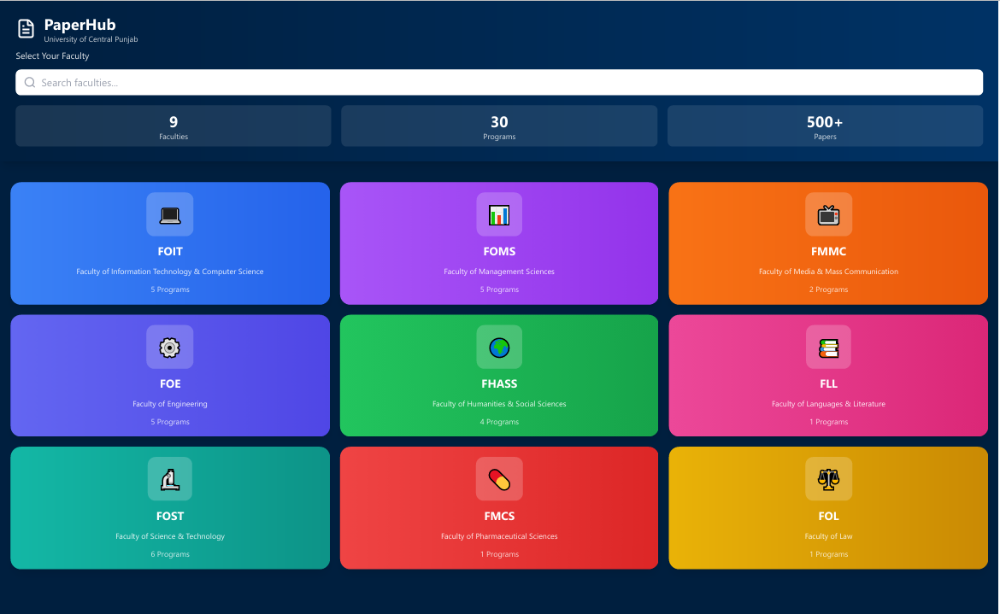 PaperHub
University of Central Punjab
Select Your Faculty
Search faculties...
9
Faculties
30
Programs
500+
Papers
FOIT
Faculty of Information Technology & Computer Science
5 Programs
FOMS
Faculty of Management Sciences
5 Programs
FMMC
Faculty of Media & Mass Communication
2 Programs
FOE
Faculty of Engineering
5 Programs
FHASS
Faculty of Humanities & Social Sciences
4 Programs
FLL
Faculty of Languages & Literature
1 Programs
FOST
Faculty of Science & Technology
6 Programs
FMCS
Faculty of Pharmaceutical Sciences
1 Programs
FOL
Faculty of Law
1 Programs